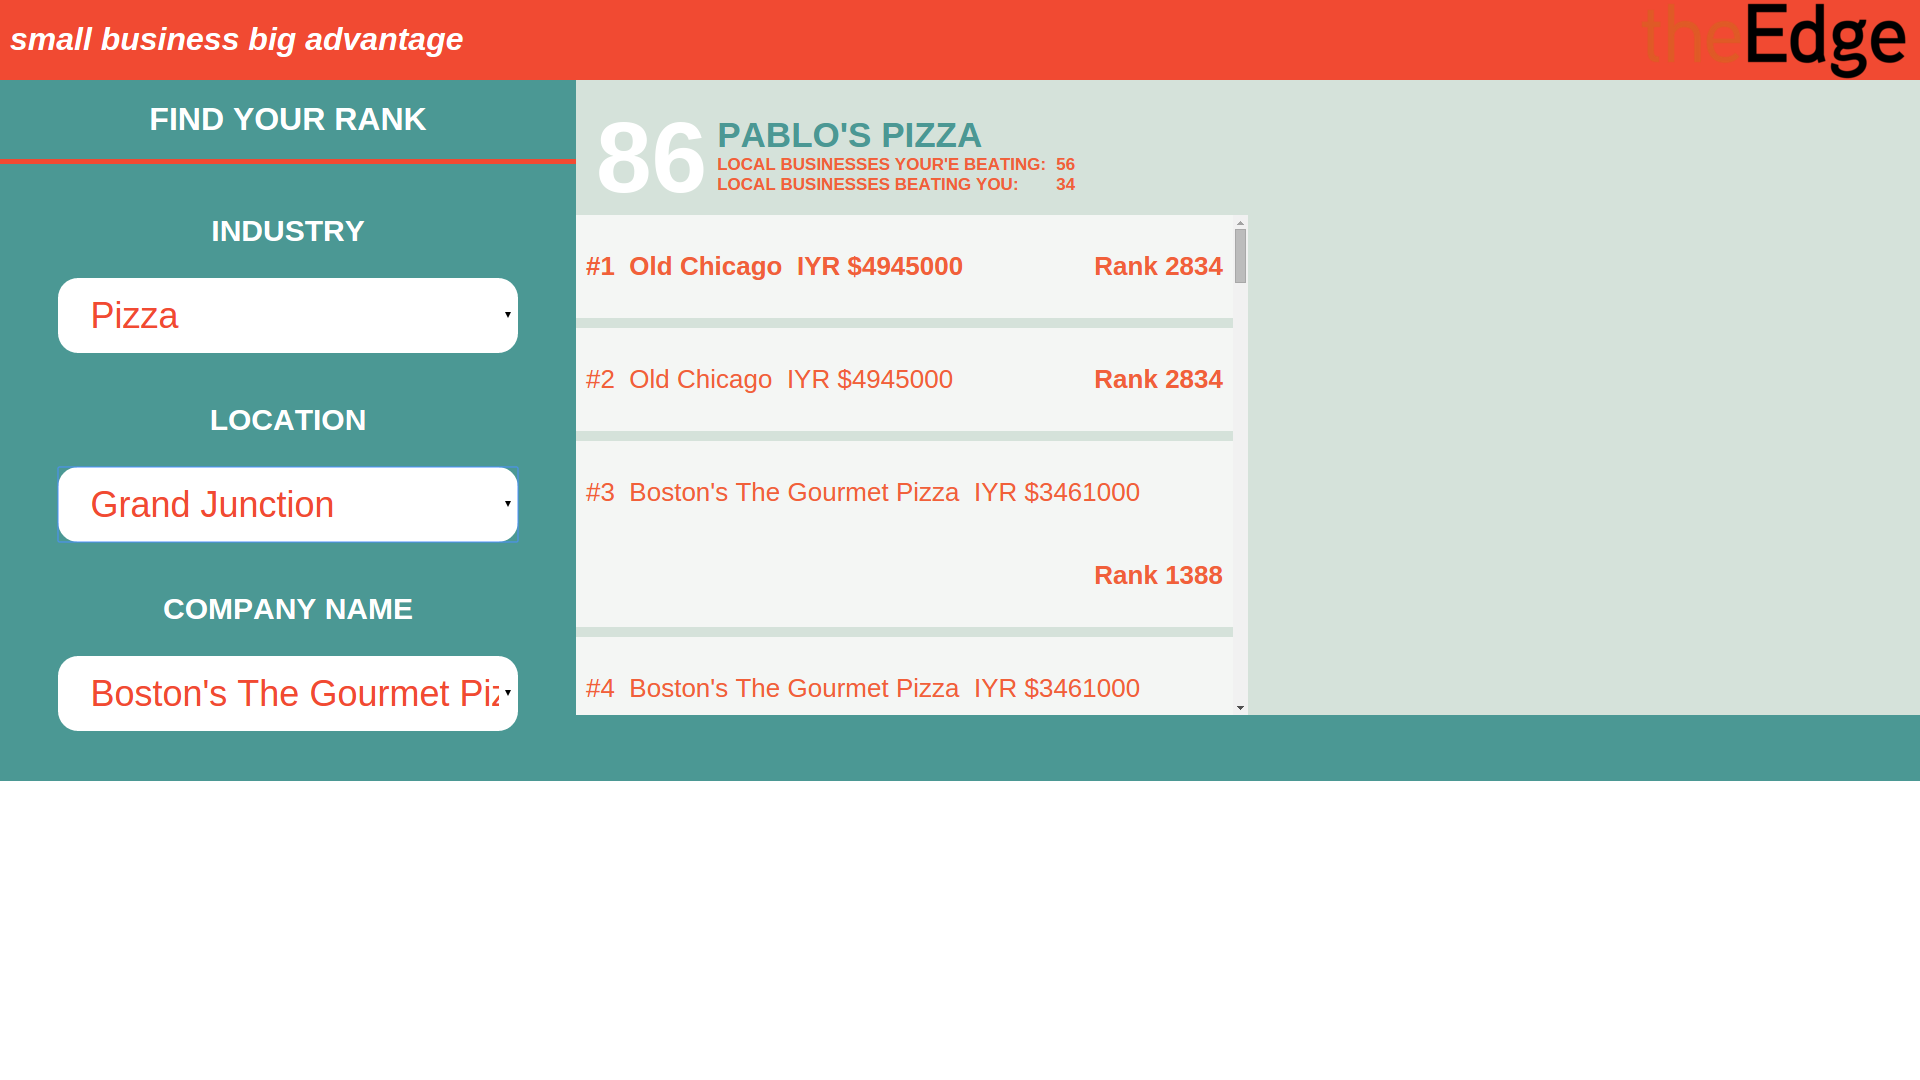 small business big advantage
theEdge
FIND YOUR RANK
INDUSTRY
Pizza
LOCATION
Grand Junction
COMPANY NAME
Boston's The Gourmet Piz
86
PABLO'S PIZZA
LOCAL BUSINESSES YOUR'E BEATING: 56
LOCAL BUSINESSES BEATING YOU: 34
#1 Old Chicago IYR $4945000 Rank 2834
#2 Old Chicago IYR $4945000 Rank 2834
#3 Boston's The Gourmet Pizza IYR $3461000
Rank 1388
#4 Boston's The Gourmet Pizza IYR $3461000